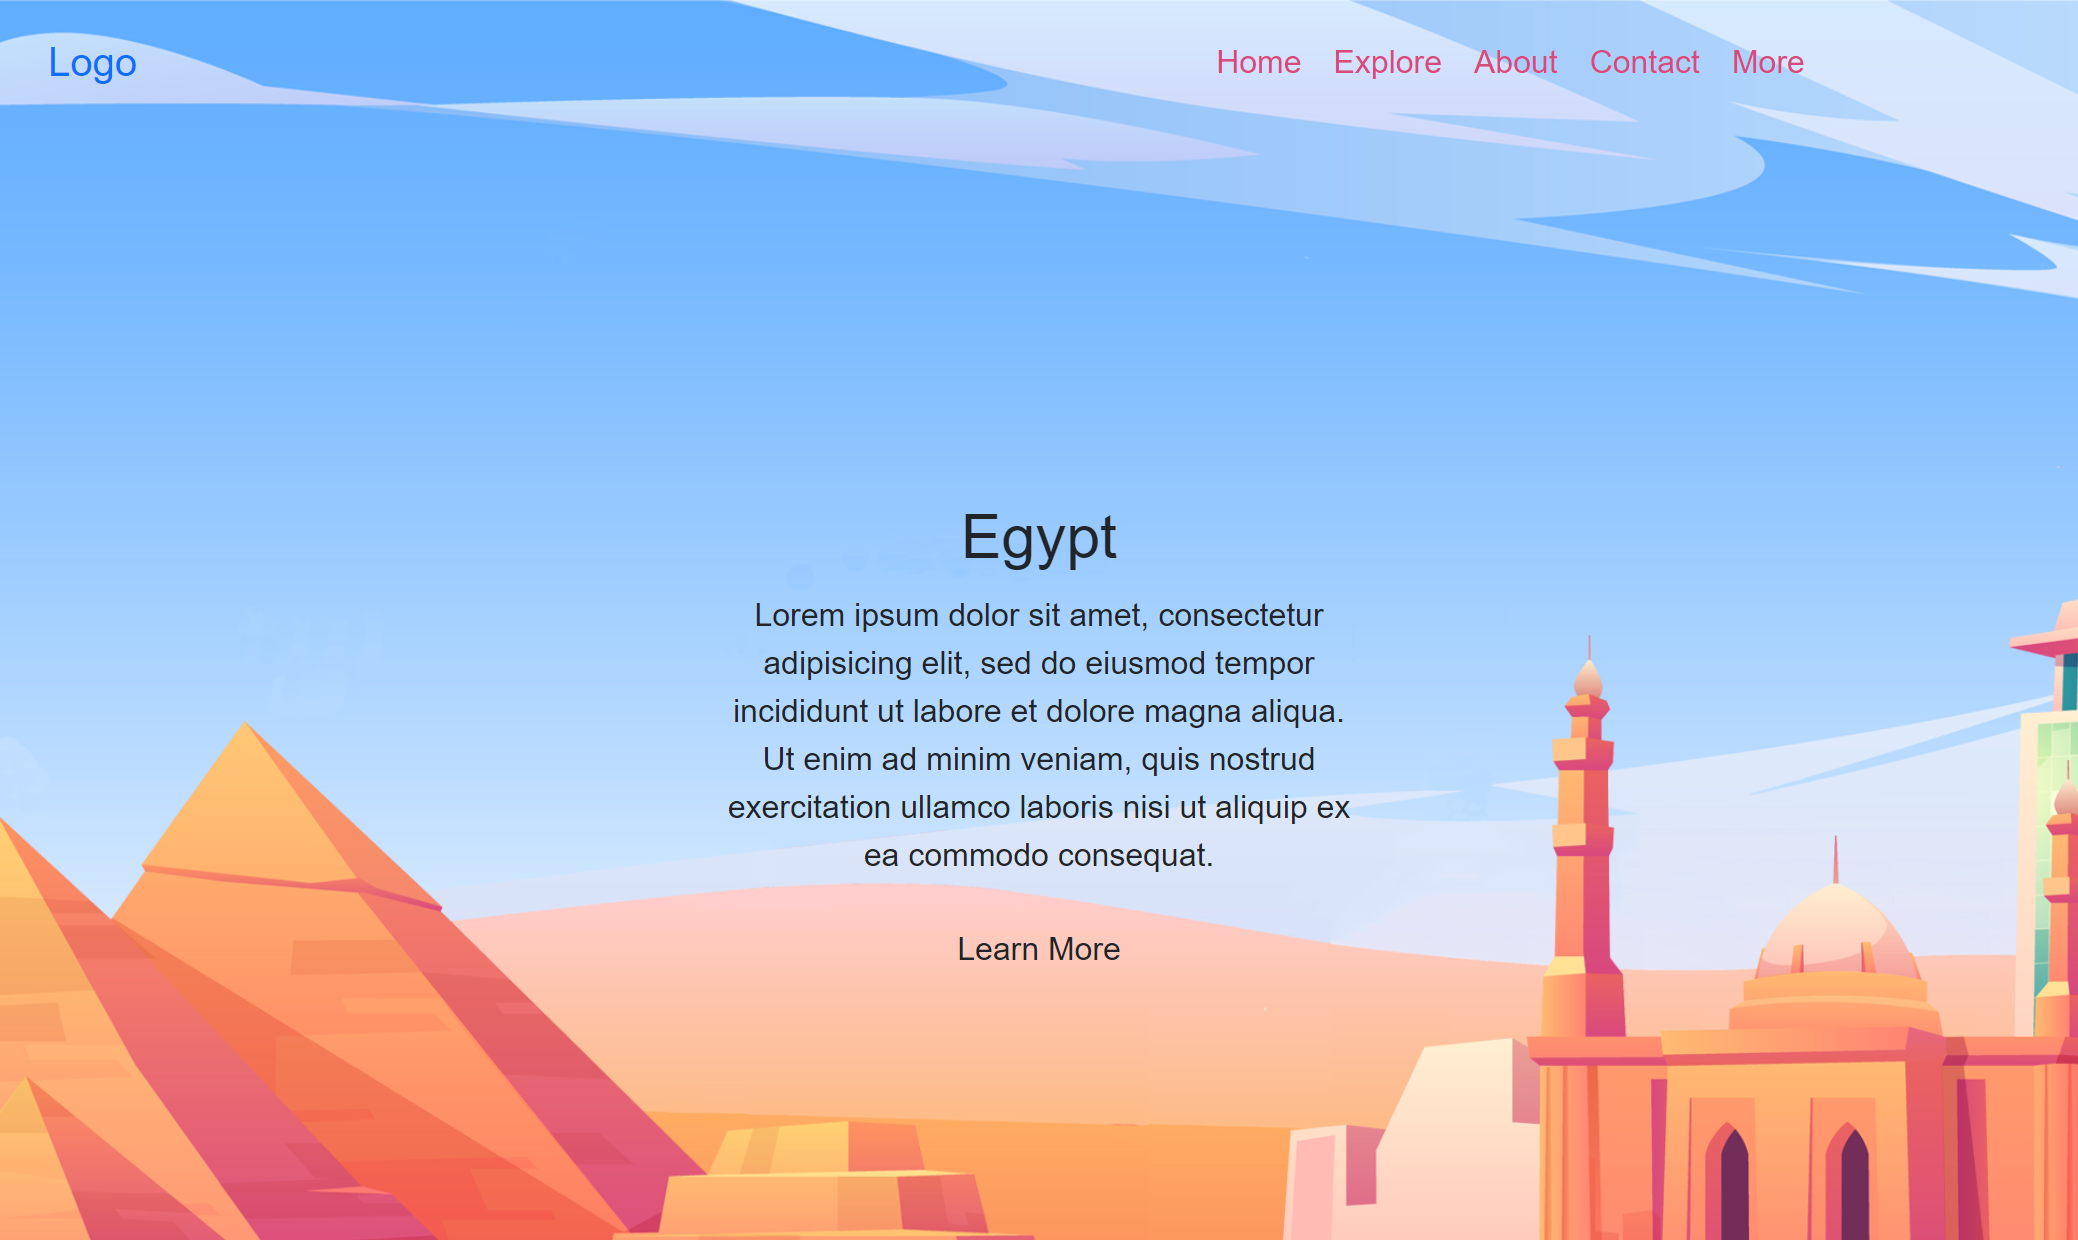 Logo
Home Explore About Contact More
Egypt
Lorem ipsum dolor sit amet, consectetur
adipisicing elit, sed do eiusmod tempor
incididunt ut labore et dolore magna aliqua.
Ut enim ad minim veniam, quis nostrud
exercitation ullamco laboris nisi ut aliquip ex
ea commodo consequat.
Learn More